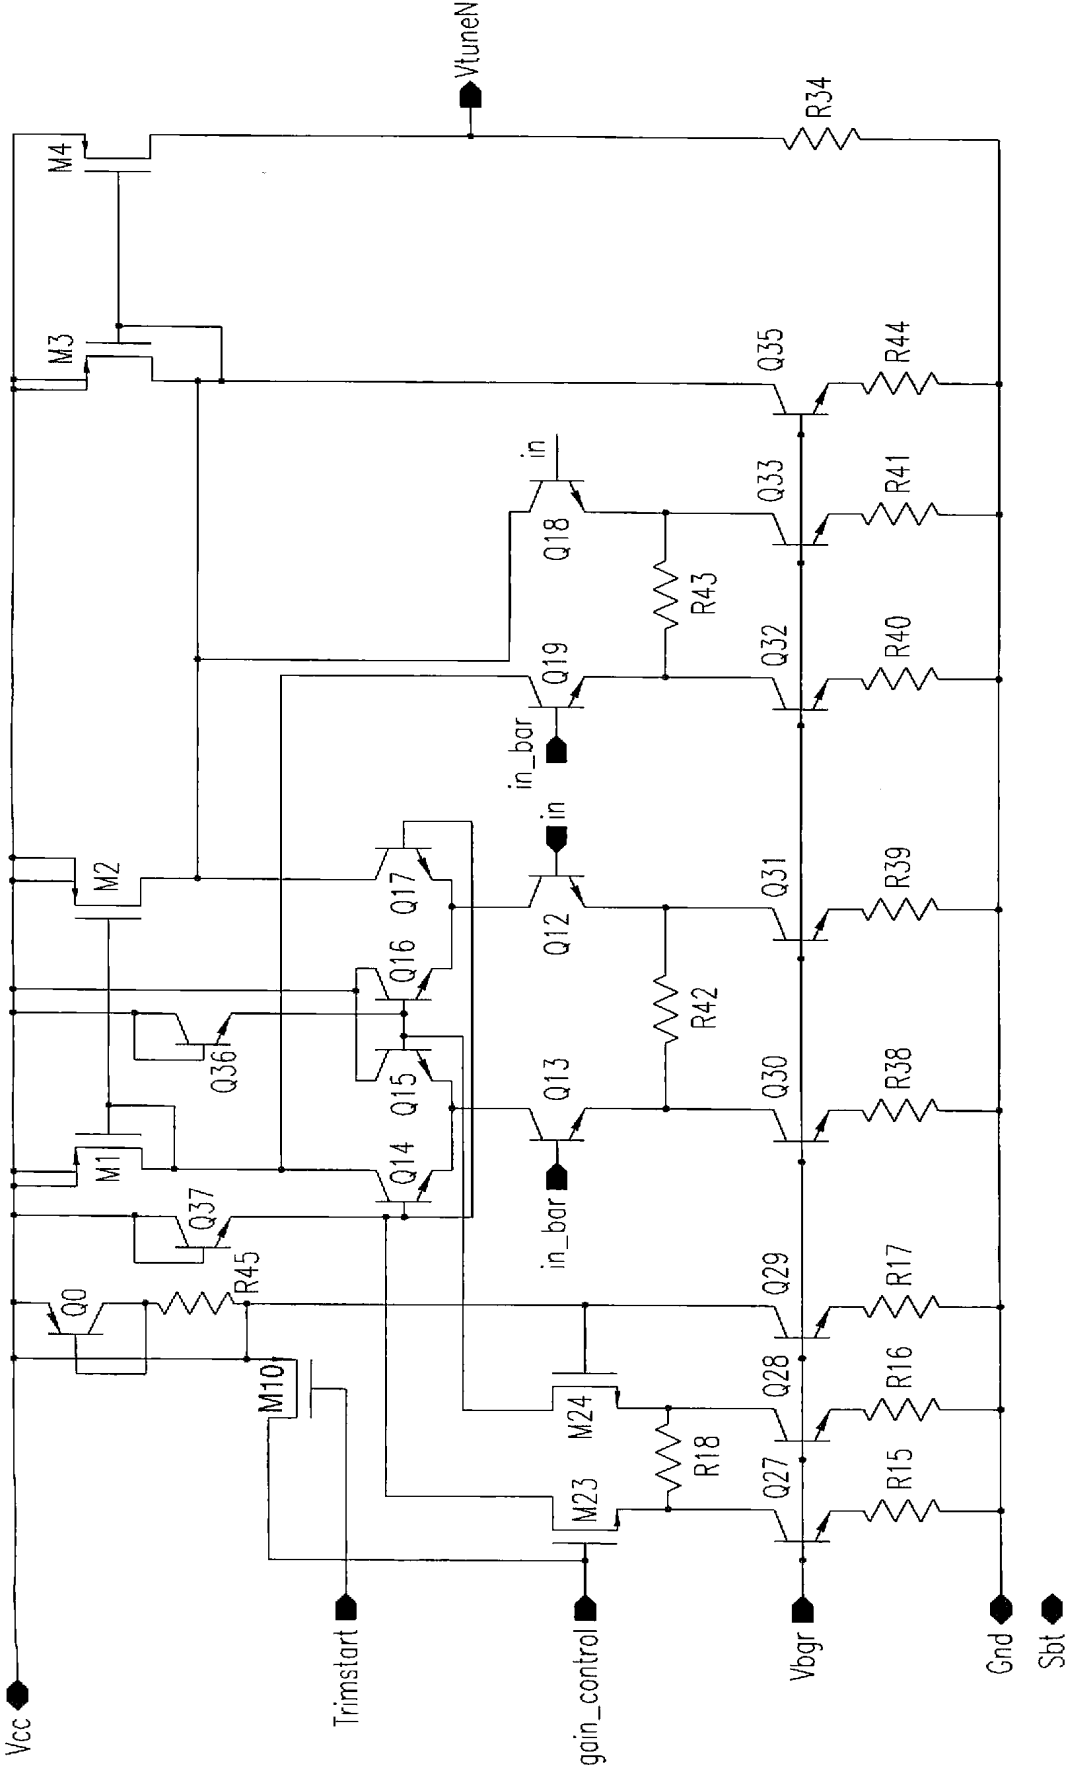 Vcc
Trimstart
gain_control
Vbgr
Gnd
Sbt
Q0
R45
M10
Q37
M1
Q36
M2
M3
M4
VtuneN
Q14
Q15
Q16
Q17
M23
M24
R18
in_bar
Q13
Q12
in
R42
in_bar
Q19
Q18
in
R43
Q27
Q28
Q29
Q30
Q31
Q32
Q33
Q35
R15
R16
R17
R38
R39
R40
R41
R44
R34